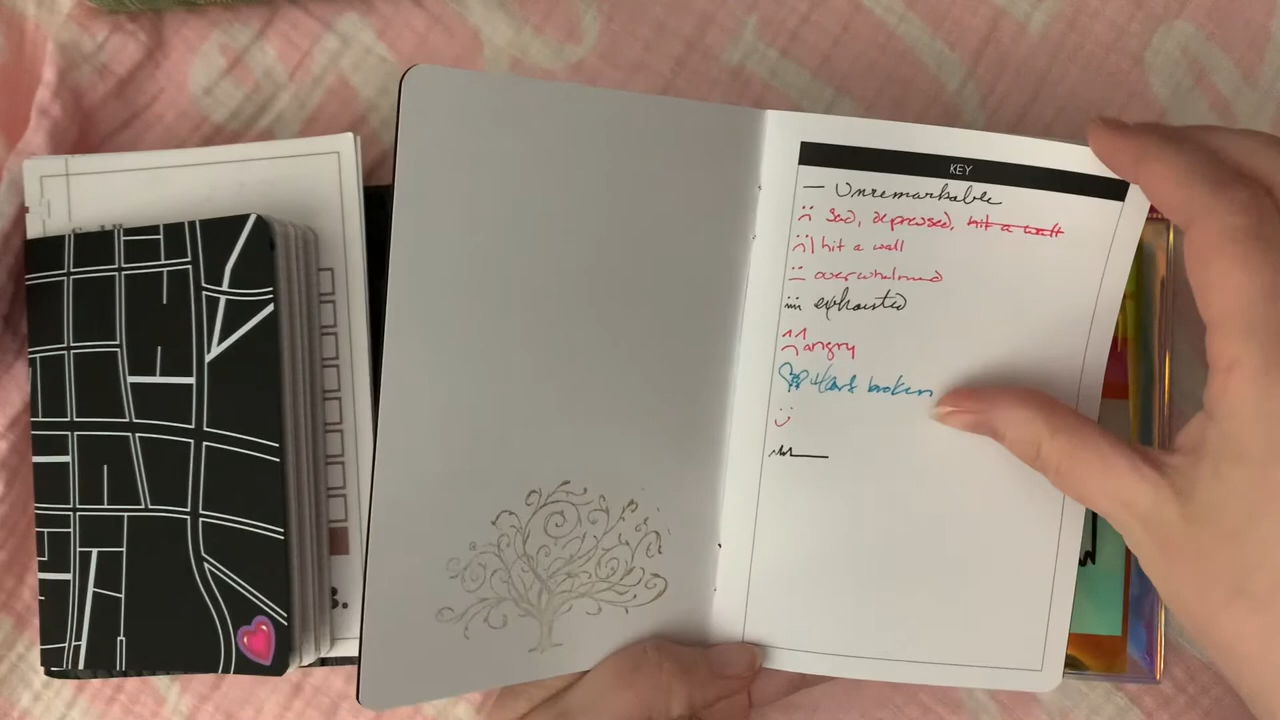 KEY
— Unremarkable
sad, depressed, hit a wall
hit a wall
overwhelmed
exhausted
angry
Heart broken